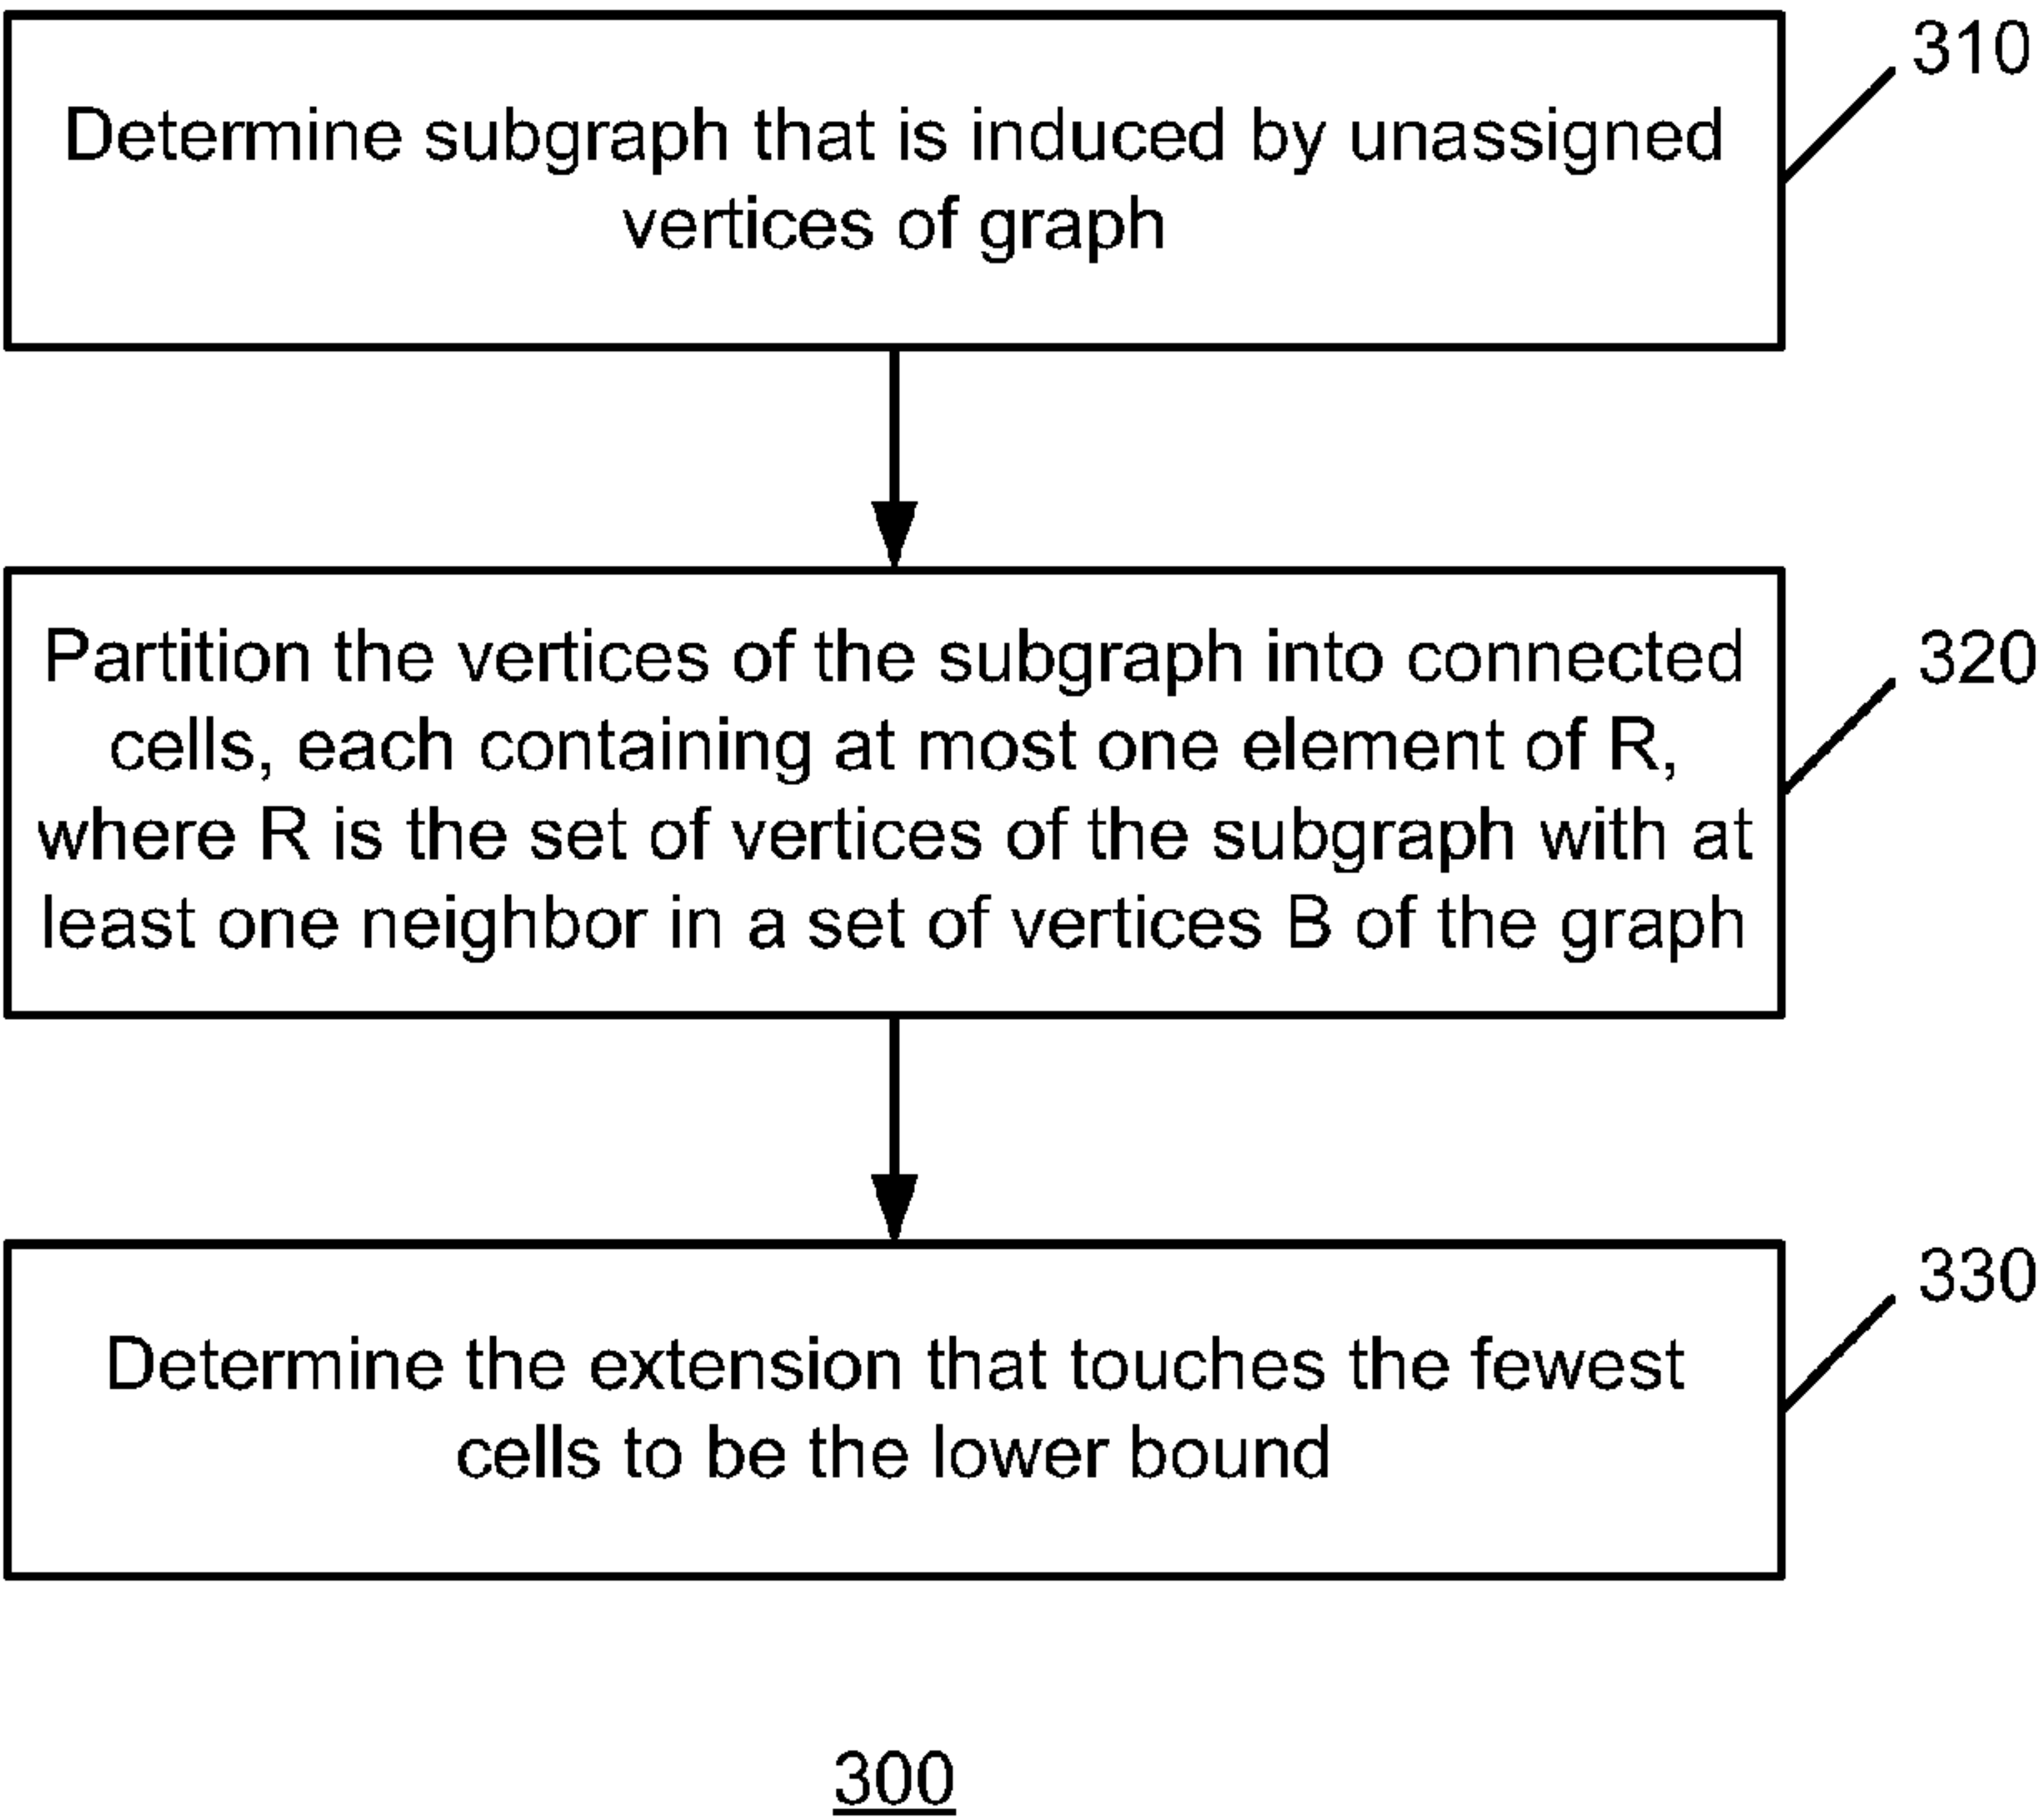 310
Determine subgraph that is induced by unassigned
vertices of graph
320
Partition the vertices of the subgraph into connected
cells, each containing at most one element of R,
where R is the set of vertices of the subgraph with at
least one neighbor in a set of vertices B of the graph
330
Determine the extension that touches the fewest
cells to be the lower bound
300